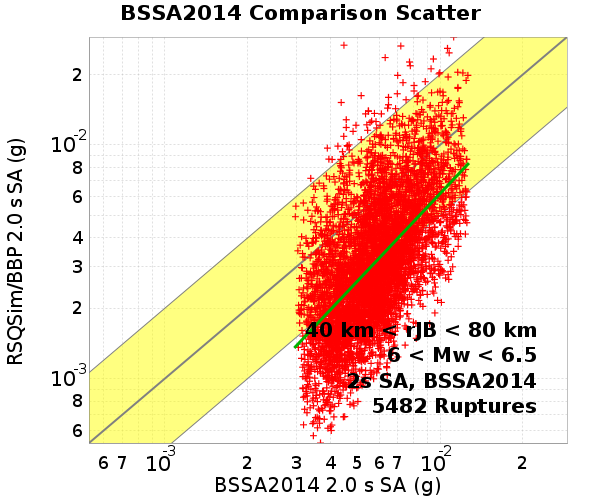 BSSA2014 Comparison Scatter
RSQSim/BBP 2.0 s SA (g)
2
10-2
8
6
4
3
2
10-3
8
6
40 km < rJB < 80 km
6 < Mw < 6.5
2s SA, BSSA2014
5482 Ruptures
6 7 10-3 2 3 4 5 6 7 10-2 2
BSSA2014 2.0 s SA (g)